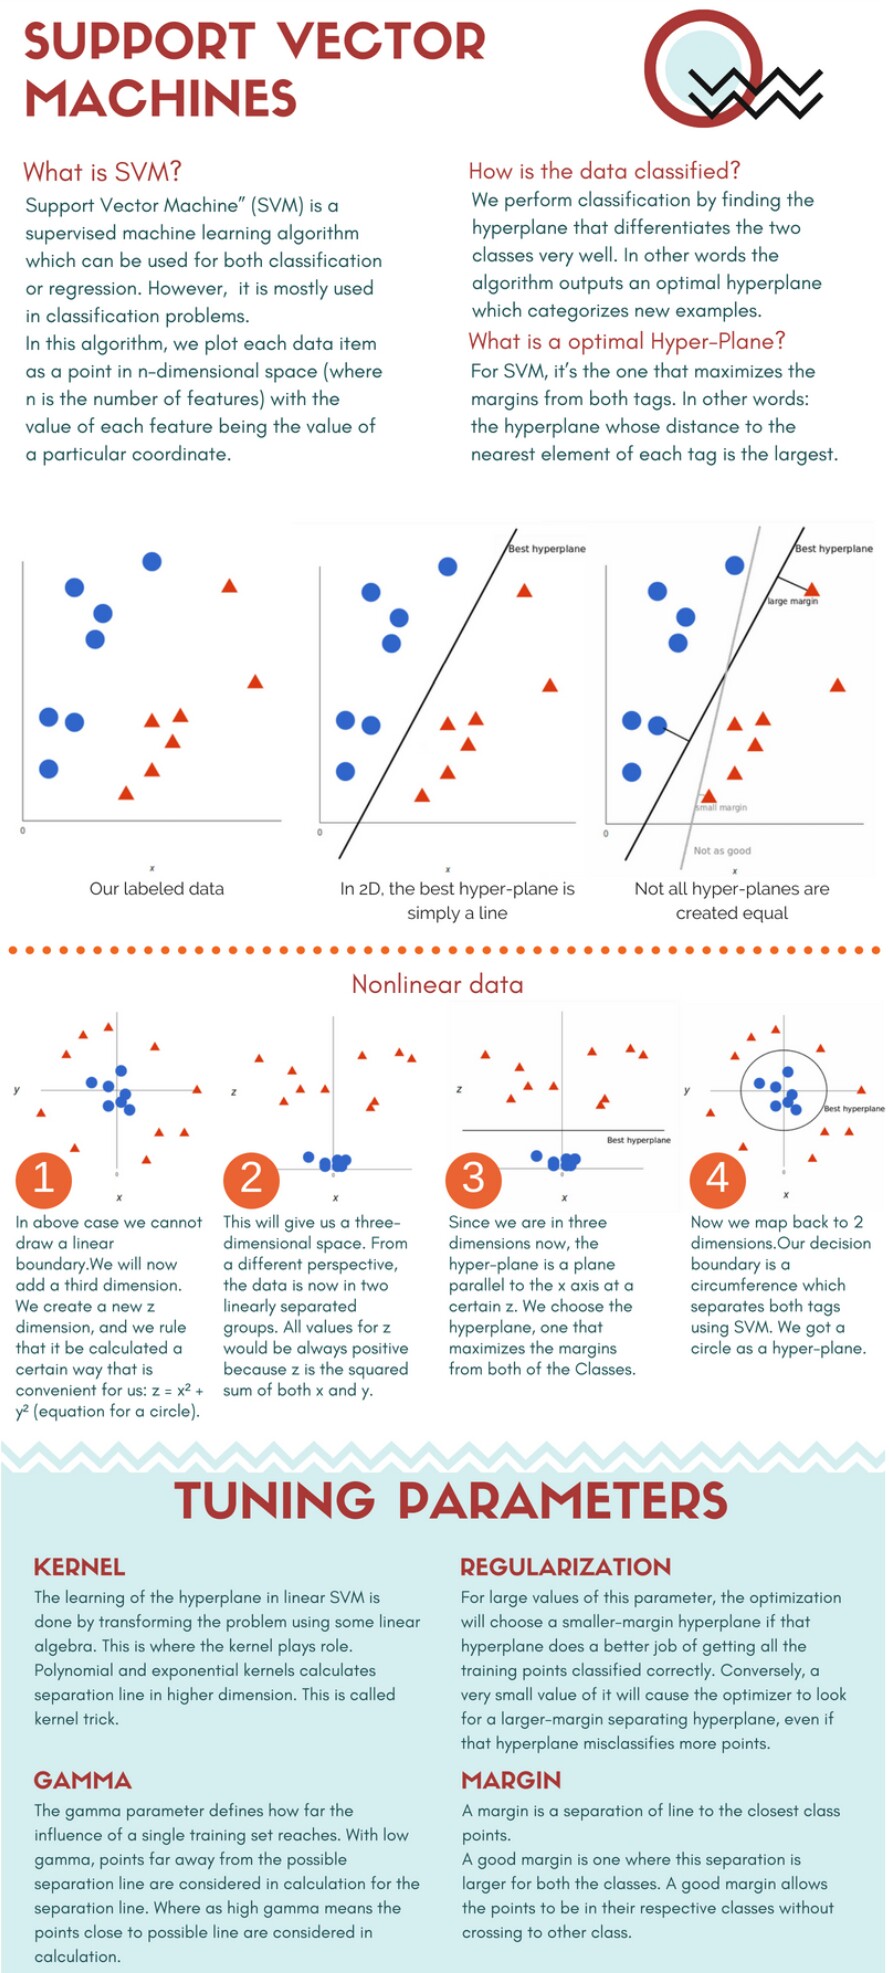 SUPPORT VECTOR
MACHINES
What is SVM?
Support Vector Machine" (SVM) is a
supervised machine learning algorithm
which can be used for both classification
or regression. However, it is mostly used
in classification problems.
In this algorithm, we plot each data item
as a point in n-dimensional space (where
n is the number of features) with the
value of each feature being the value of
a particular coordinate.
How is the data classified?
We perform classification by finding the
hyperplane that differentiates the two
classes very well. In other words the
algorithm outputs an optimal hyperplane
which categorizes new examples.
What is a optimal Hyper-Plane?
For SVM, it's the one that maximizes the
margins from both tags. In other words:
the hyperplane whose distance to the
nearest element of each tag is the largest.
0
x
Our labeled data
Best hyperplane
0
x
In 2D, the best hyper-plane is
simply a line
Best hyperplane
large margin
small margin
0
Not as good
x
Not all hyper-planes are
created equal
Nonlinear data
y
0
x
1
In above case we cannot
draw a linear
boundary.We will now
add a third dimension.
We create a new z
dimension, and we rule
that it be calculated a
certain way that is
convenient for us: z = x² +
y² (equation for a circle).
z
0
x
2
This will give us a three-
dimensional space. From
a different perspective,
the data is now in two
linearly separated
groups. All values for z
would be always positive
because z is the squared
sum of both x and y.
z
Best hyperplane
0
x
3
Since we are in three
dimensions now, the
hyper-plane is a plane
parallel to the x axis at a
certain z. We choose the
hyperplane, one that
maximizes the margins
from both of the Classes.
y
Best hyperplane
0
x
4
Now we map back to 2
dimensions.Our decision
boundary is a
circumference which
separates both tags
using SVM. We got a
circle as a hyper-plane.
TUNING PARAMETERS
KERNEL
The learning of the hyperplane in linear SVM is
done by transforming the problem using some linear
algebra. This is where the kernel plays role.
Polynomial and exponential kernels calculates
separation line in higher dimension. This is called
kernel trick.
REGULARIZATION
For large values of this parameter, the optimization
will choose a smaller-margin hyperplane if that
hyperplane does a better job of getting all the
training points classified correctly. Conversely, a
very small value of it will cause the optimizer to look
for a larger-margin separating hyperplane, even if
that hyperplane misclassifies more points.
GAMMA
The gamma parameter defines how far the
influence of a single training set reaches. With low
gamma, points far away from the possible
separation line are considered in calculation for the
separation line. Where as high gamma means the
points close to possible line are considered in
calculation.
MARGIN
A margin is a separation of line to the closest class
points.
A good margin is one where this separation is
larger for both the classes. A good margin allows
the points to be in their respective classes without
crossing to other class.